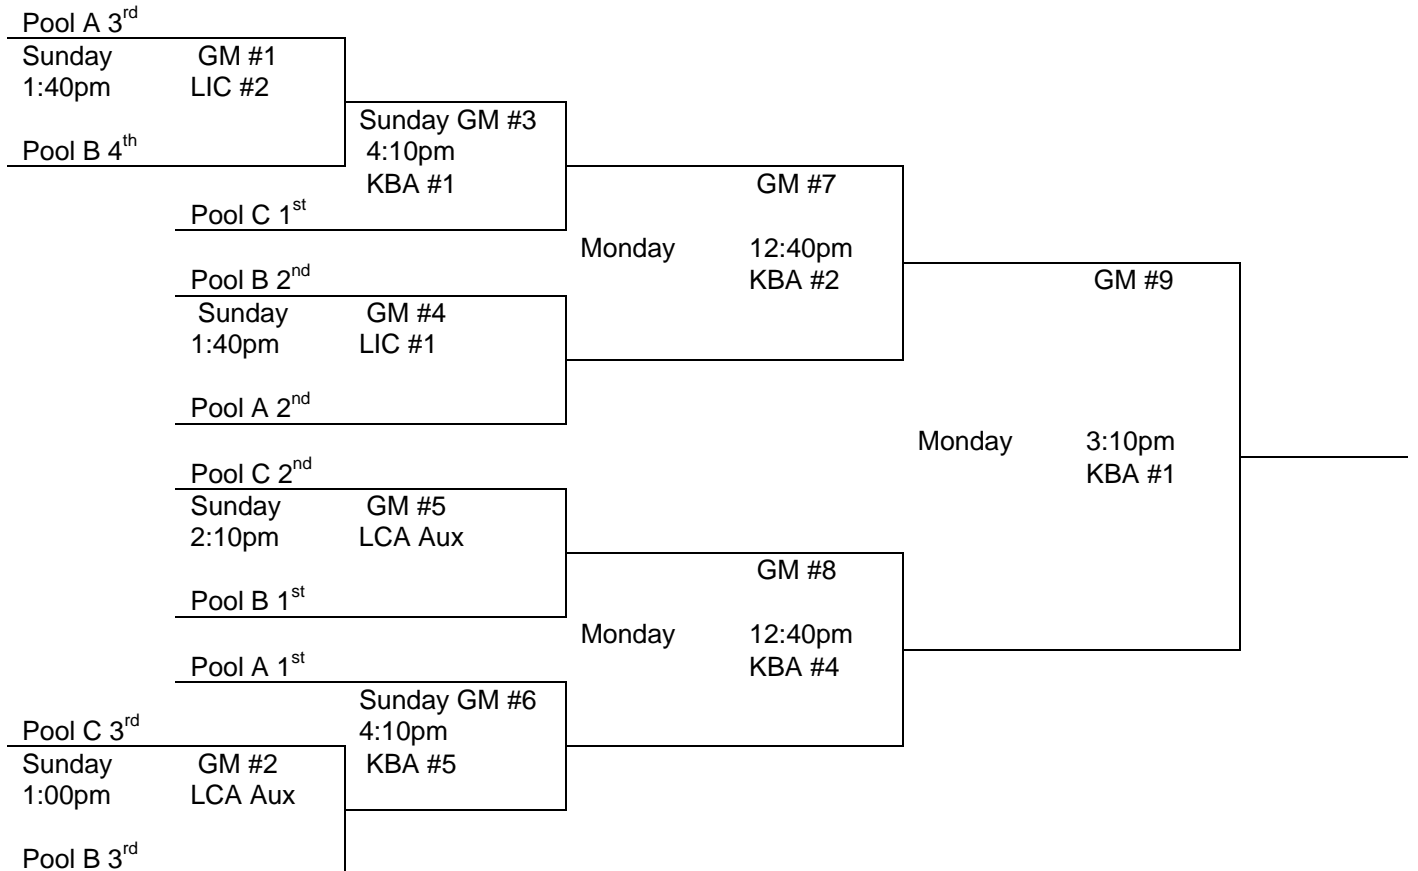 Pool A 3rd
Sunday GM #1
1:40pm LIC #2
Sunday GM #3
Pool B 4th 4:10pm
KBA #1 GM #7
Pool C 1st
Monday 12:40pm
Pool B 2nd KBA #2 GM #9
Sunday GM #4
1:40pm LIC #1
Pool A 2nd
Monday 3:10pm
Pool C 2nd KBA #1
Sunday GM #5
2:10pm LCA Aux
GM #8
Pool B 1st
Monday 12:40pm
Pool A 1st KBA #4
Sunday GM #6
Pool C 3rd 4:10pm
Sunday GM #2 KBA #5
1:00pm LCA Aux
Pool B 3rd